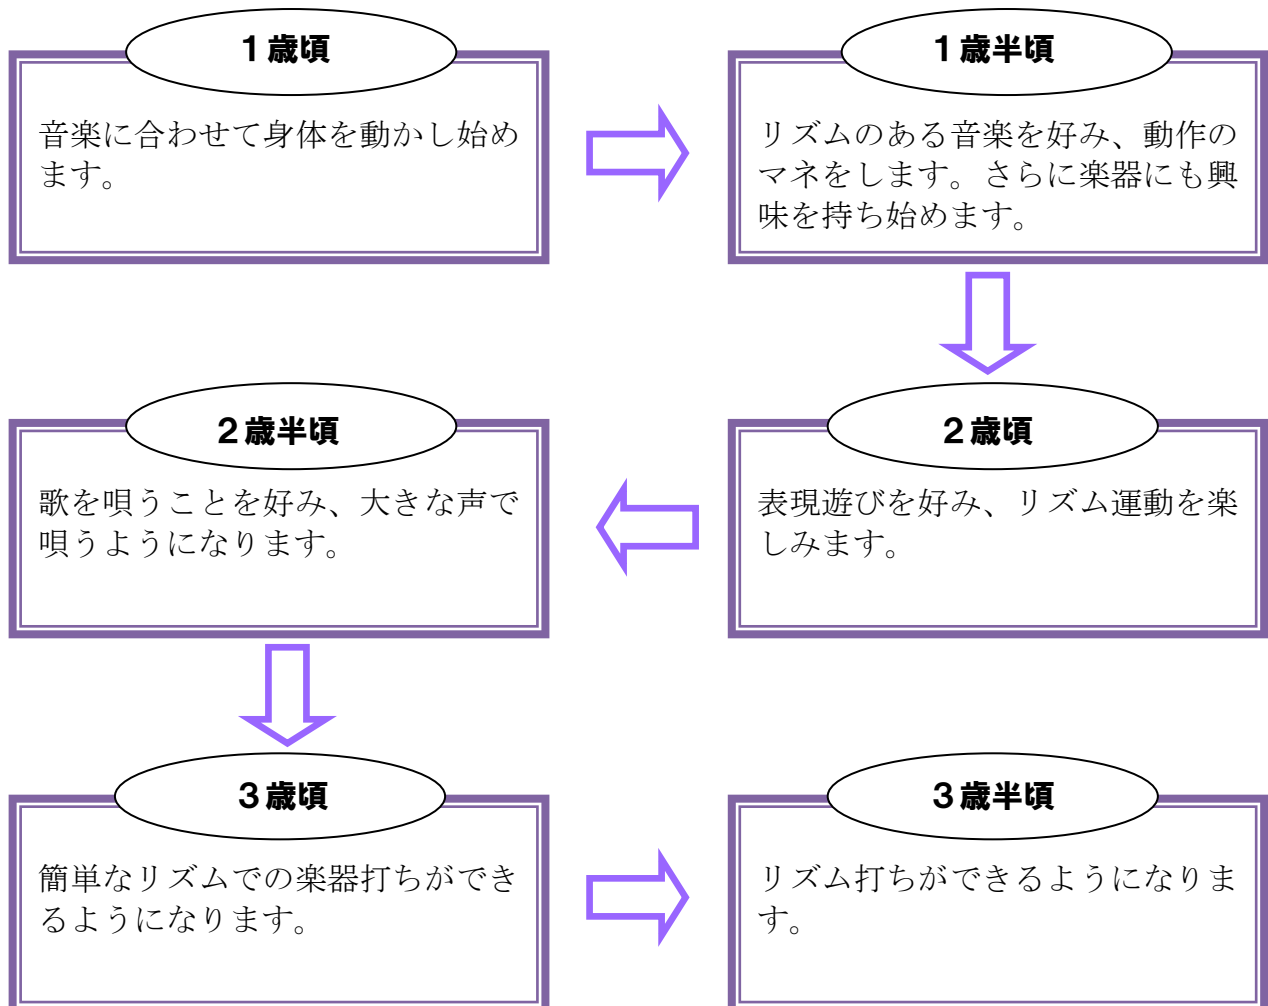 １歳頃
音楽に合わせて身体を動かし始め
ます。
１歳半頃
リズムのある音楽を好み、動作の
マネをします。さらに楽器にも興
味を持ち始めます。
２歳頃
表現遊びを好み、リズム運動を楽
しみます。
２歳半頃
歌を唄うことを好み、大きな声で
唄うようになります。
３歳頃
簡単なリズムでの楽器打ちができ
るようになります。
３歳半頃
リズム打ちができるようになりま
す。